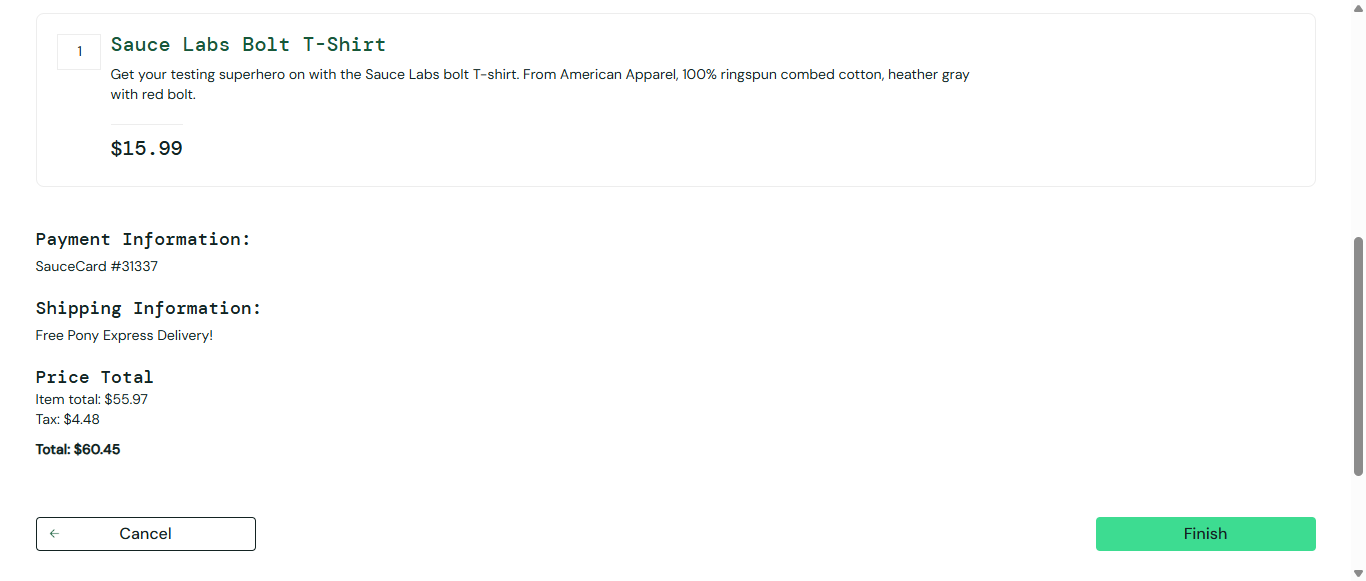 1
Sauce Labs Bolt T-Shirt
Get your testing superhero on with the Sauce Labs bolt T-shirt. From American Apparel, 100% ringspun combed cotton, heather gray
with red bolt.
$15.99
Payment Information:
SauceCard #31337
Shipping Information:
Free Pony Express Delivery!
Price Total
Item total: $55.97
Tax: $4.48
Total: $60.45
Cancel
Finish